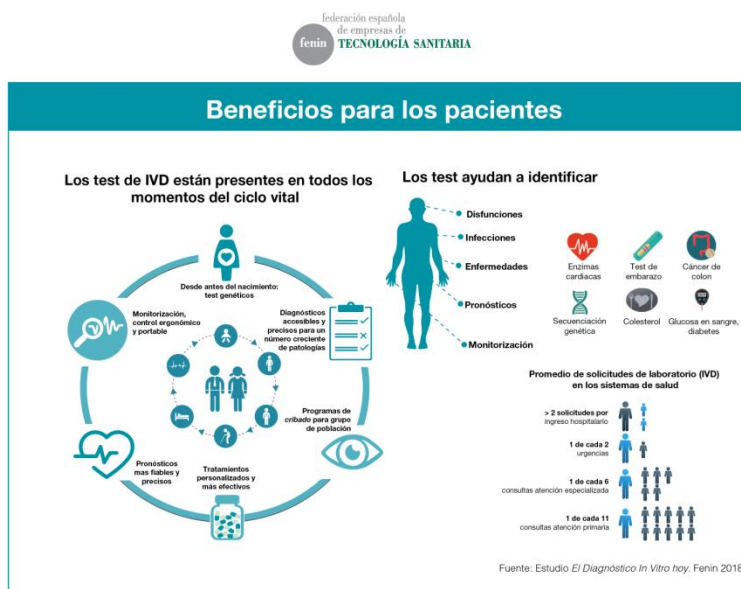 federación española
de empresas de
fenin TECNOLOGÍA SANITARIA
Beneficios para los pacientes
Los test de IVD están presentes en todos los
momentos del ciclo vital
Desde antes del nacimiento:
test genéticos
Diagnósticos
accesibles y
precisos para un
número creciente
de patologías
Programas de
cribado para grupo
de población
Tratamientos
personalizados y
más efectivos
Pronósticos
mas fiables y
precisos
Monitorización,
control ergonómico
y portable
Los test ayudan a identificar
Disfunciones
Infecciones
Enfermedades
Pronósticos
Monitorización
Enzimas
cardiacas
Test de
embarazo
Cáncer de
colon
Secuenciación
genética
Colesterol
Glucosa en sangre,
diabetes
Promedio de solicitudes de laboratorio (IVD)
en los sistemas de salud
> 2 solicitudes por
ingreso hospitalario
1 de cada 2
urgencias
1 de cada 6
consultas atención especializada
1 de cada 11
consultas atención primaria
Fuente: Estudio El Diagnóstico In Vitro hoy. Fenin 2018